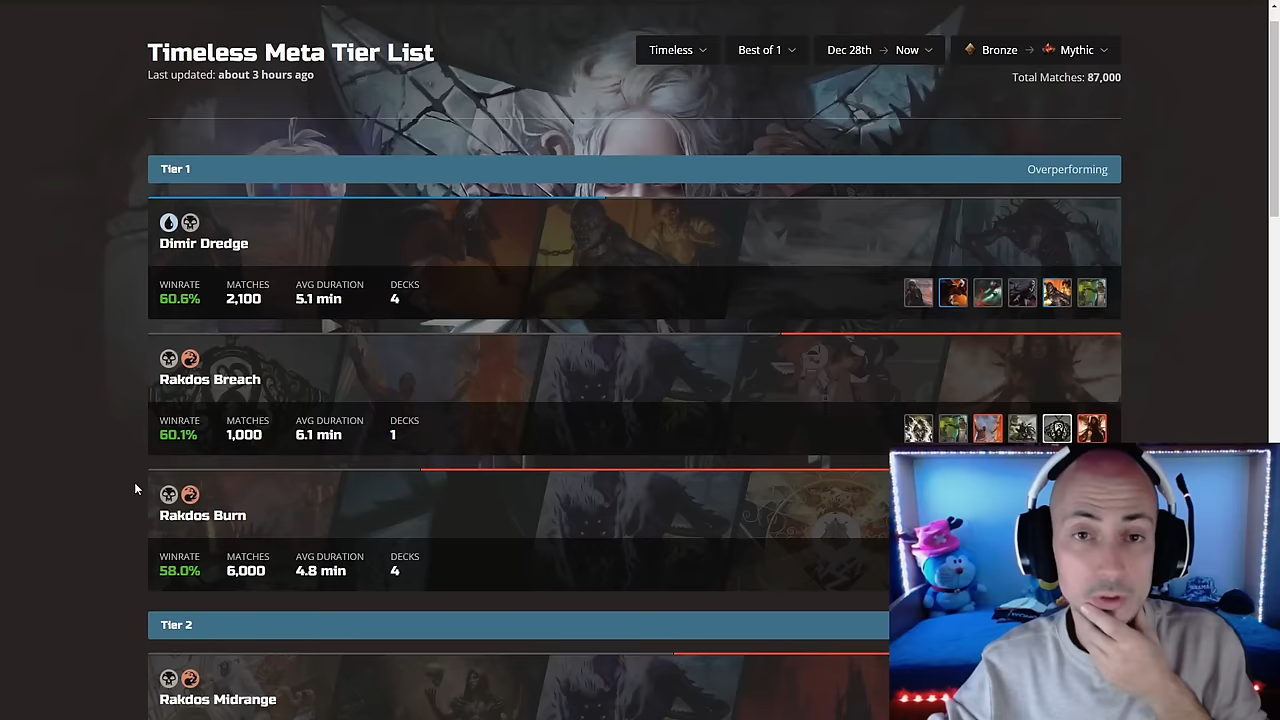 Timeless Meta Tier List
Last updated: about 3 hours ago
Timeless
Best of 1
Dec 28th → Now
Bronze → Mythic
Total Matches: 87,000
Tier 1
Overperforming
Dimir Dredge
WINRATE MATCHES AVG DURATION DECKS
60.6% 2,100 5.1 min 4
Rakdos Breach
WINRATE MATCHES AVG DURATION DECKS
60.1% 1,000 6.1 min 1
Rakdos Burn
WINRATE MATCHES AVG DURATION DECKS
58.0% 6,000 4.8 min 4
Tier 2
Rakdos Midrange